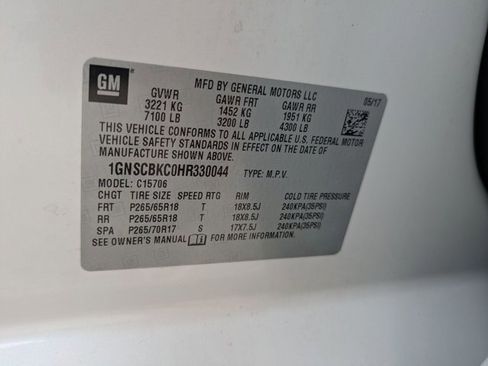 GM
MFD BY GENERAL MOTORS LLC
05/17
GVWR GAWR FRT GAWR RR
3221 KG 1452 KG 1951 KG
7100 LB 3200 LB 4300 LB
THIS VEHICLE CONFORMS TO ALL APPLICABLE U.S. FEDERAL MOTOR
VEHICLE SAFETY STANDARDS IN EFFECT ON THE DATE OF
MANUFACTURE SHOWN ABOVE.
1GNSCBKC0HR330044 TYPE: M.P.V.
MODEL: C15706
CHGT TIRE SIZE SPEED RTG RIM COLD TIRE PRESSURE
FRT P265/65R18 T 18X8.5J 240KPA(35PSI)
RR P265/65R18 T 18X8.5J 240KPA(35PSI)
SPA P265/70R17 S 17X7.5J 240KPA(35PSI)
SEE OWNER'S MANUAL FOR MORE INFORMATION.